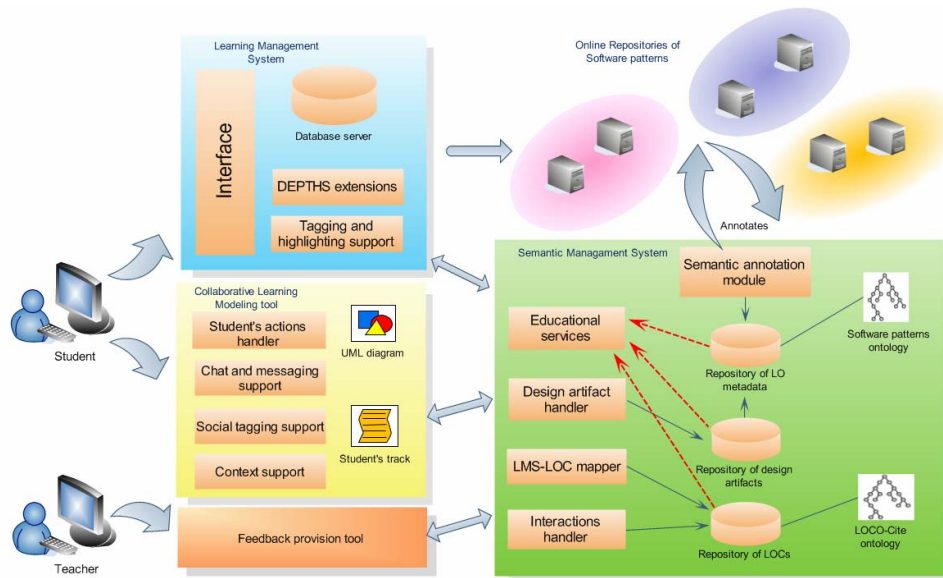 Learning Management
System
Interface
Database server
DEPTHS extensions
Tagging and
highlighting support
Online Repositories of
Software patterns
Annotates
Student
Collaborative Learning
Modeling tool
Student's actions
handler
UML diagram
Chat and messaging
support
Social tagging support
Student's track
Context support
Semantic Managament System
Semantic annotation
module
Educational
services
Software patterns
ontology
Repository of LO
metadata
Design artifact
handler
Repository of design
artifacts
LMS-LOC mapper
Interactions
handler
Repository of LOCs
LOCO-Cite
ontology
Teacher
Feedback provision tool